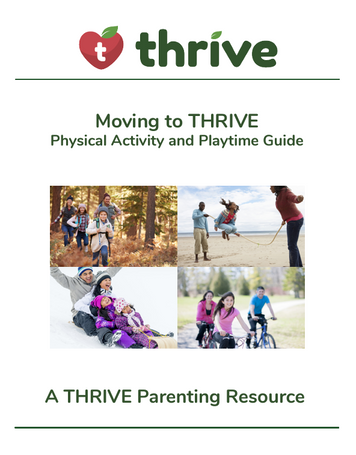 t thrive
Moving to THRIVE
Physical Activity and Playtime Guide
A THRIVE Parenting Resource